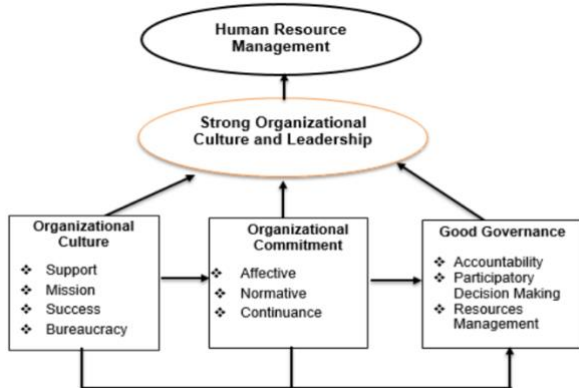 Human Resource
Management
Strong Organizational
Culture and Leadership
Organizational
Culture
❖ Support
❖ Mission
❖ Success
❖ Bureaucracy
Organizational
Commitment
❖ Affective
❖ Normative
❖ Continuance
Good Governance
❖ Accountability
❖ Participatory
Decision Making
❖ Resources
Management